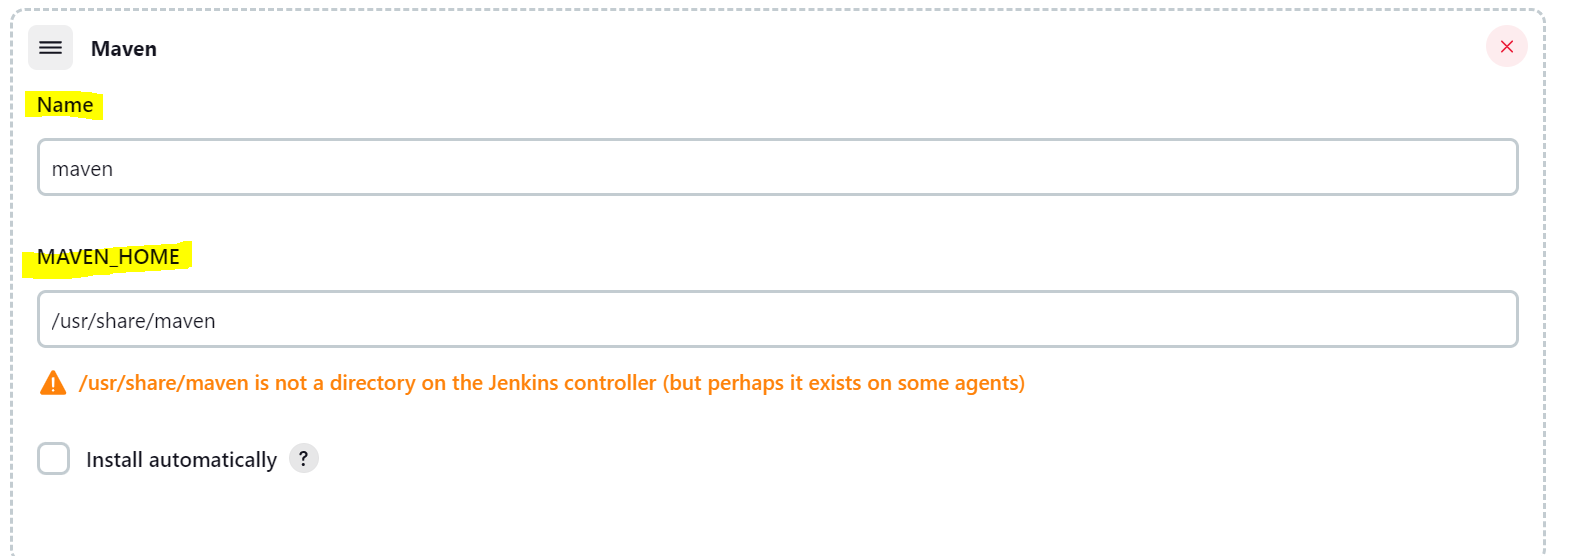 Maven
Name
maven
MAVEN_HOME
/usr/share/maven
/usr/share/maven is not a directory on the Jenkins controller (but perhaps it exists on some agents)
Install automatically ?